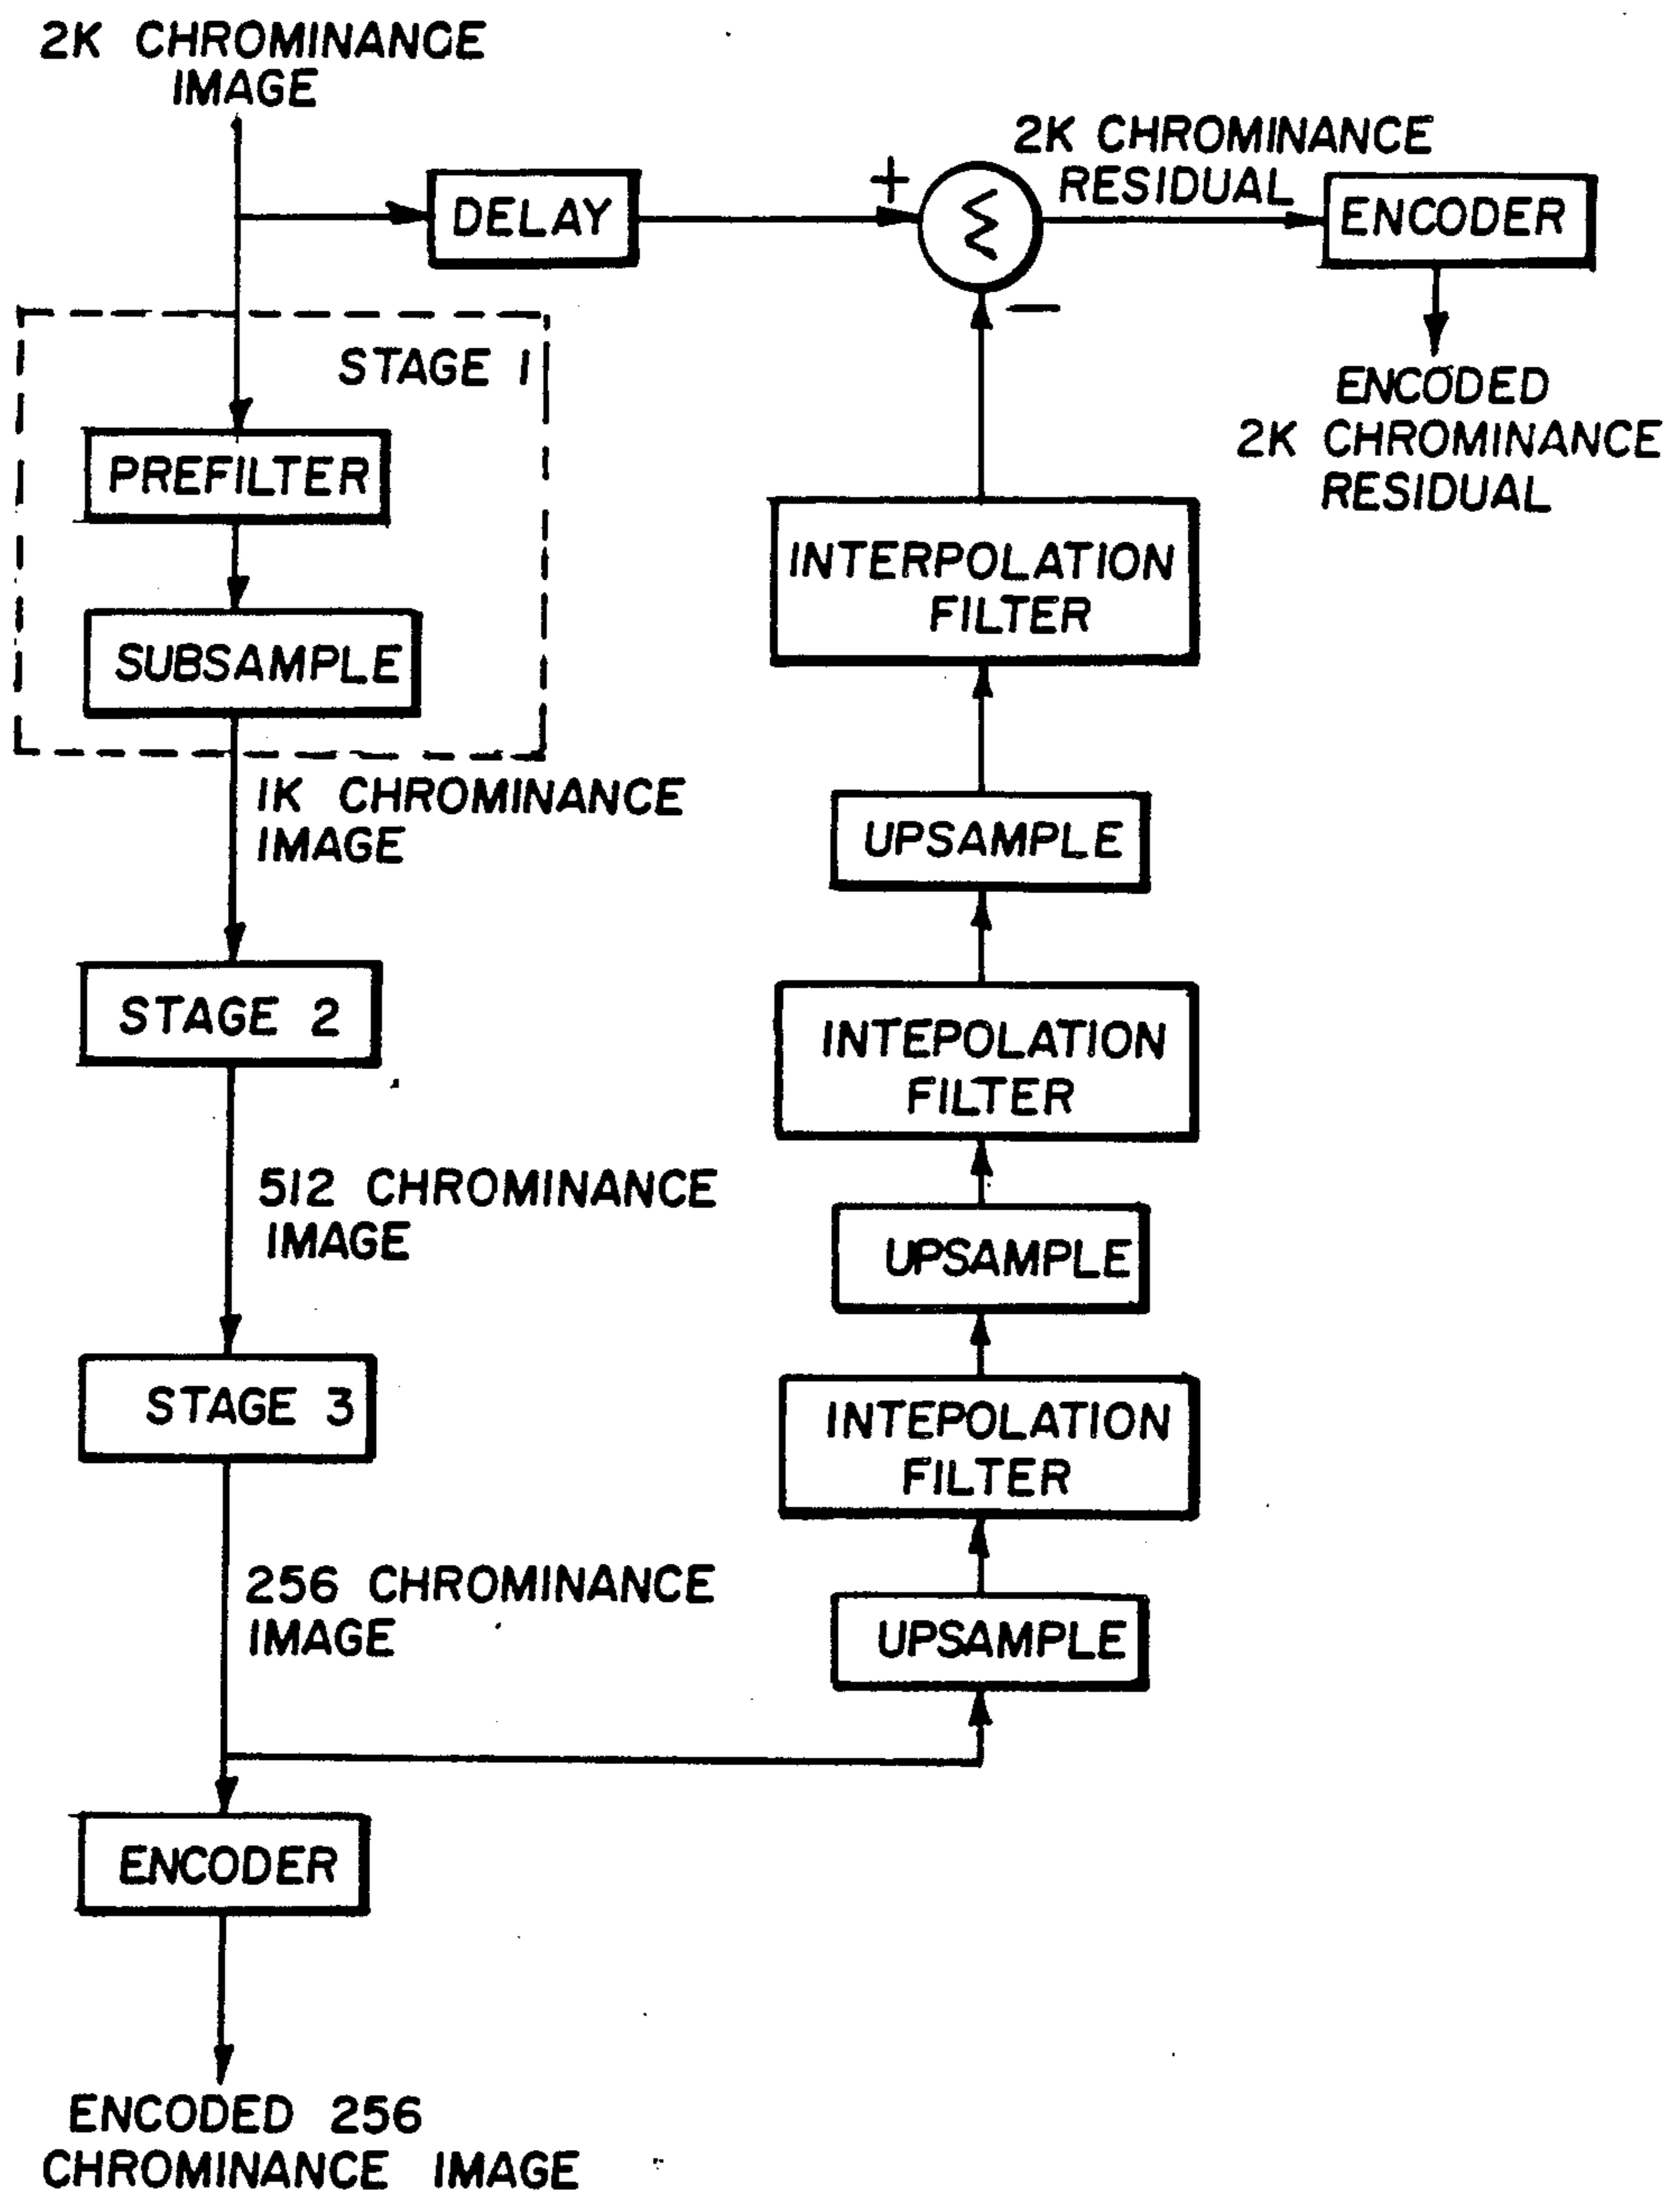 2K CHROMINANCE
IMAGE
DELAY
+
Σ
−
2K CHROMINANCE
RESIDUAL
ENCODER
ENCODED
2K CHROMINANCE
RESIDUAL
STAGE 1
PREFILTER
SUBSAMPLE
1K CHROMINANCE
IMAGE
STAGE 2
512 CHROMINANCE
IMAGE
STAGE 3
256 CHROMINANCE
IMAGE
ENCODER
ENCODED 256
CHROMINANCE IMAGE
INTERPOLATION
FILTER
UPSAMPLE
INTEPOLATION
FILTER
UPSAMPLE
INTEPOLATION
FILTER
UPSAMPLE